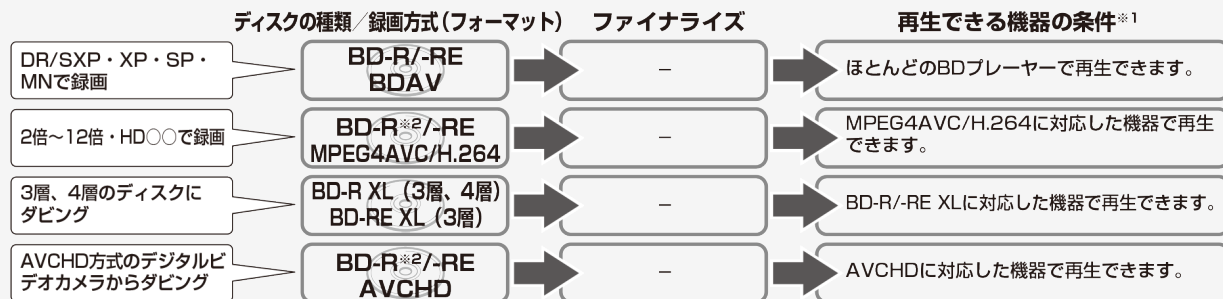 ディスクの種類／録画方式(フォーマット) ファイナライズ 再生できる機器の条件※1
DR/SXP・XP・SP・
MNで録画
BD-R/-RE
BDAV
－
ほとんどのBDプレーヤーで再生できます。
2倍～12倍・HD○○で録画
BD-R※2/-RE
MPEG4AVC/H.264
－
MPEG4AVC/H.264に対応した機器で再生
できます。
3層、4層のディスクに
ダビング
BD-R XL（3層、4層）
BD-RE XL（3層）
－
BD-R/-RE XLに対応した機器で再生できます。
AVCHD方式のデジタルビ
デオカメラからダビング
BD-R※2/-RE
AVCHD
－
AVCHDに対応した機器で再生できます。